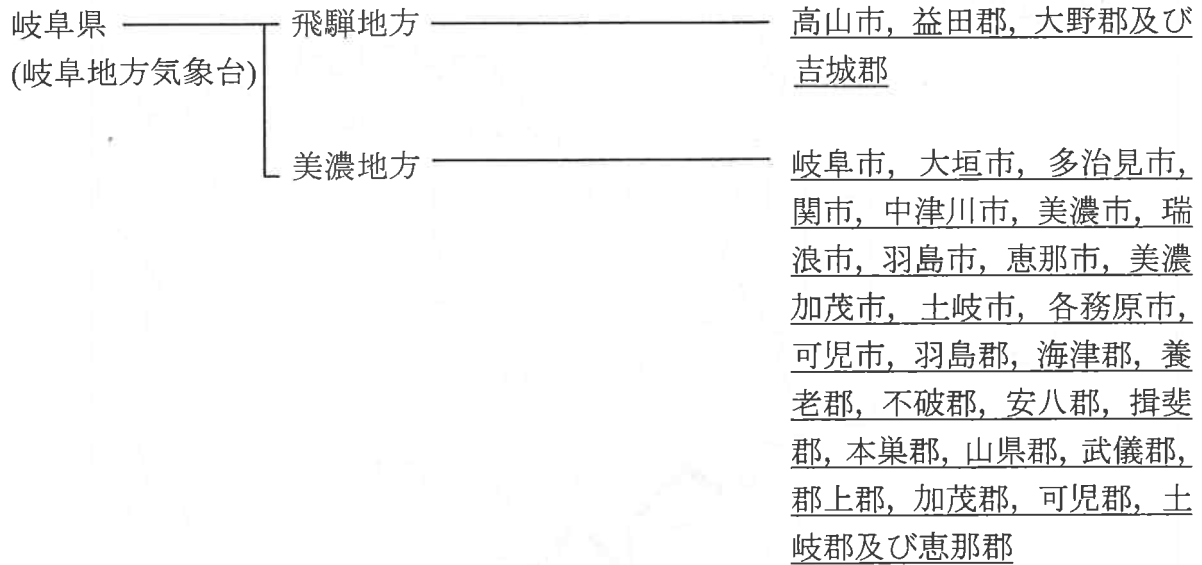 岐阜県 飛騨地方 高山市, 益田郡, 大野郡及び
(岐阜地方気象台) 吉城郡
美濃地方 岐阜市, 大垣市, 多治見市,
関市, 中津川市, 美濃市, 瑞
浪市, 羽島市, 恵那市, 美濃
加茂市, 土岐市, 各務原市,
可児市, 羽島郡, 海津郡, 養
老郡, 不破郡, 安八郡, 揖斐
郡, 本巣郡, 山県郡, 武儀郡,
郡上郡, 加茂郡, 可児郡, 土
岐郡及び恵那郡